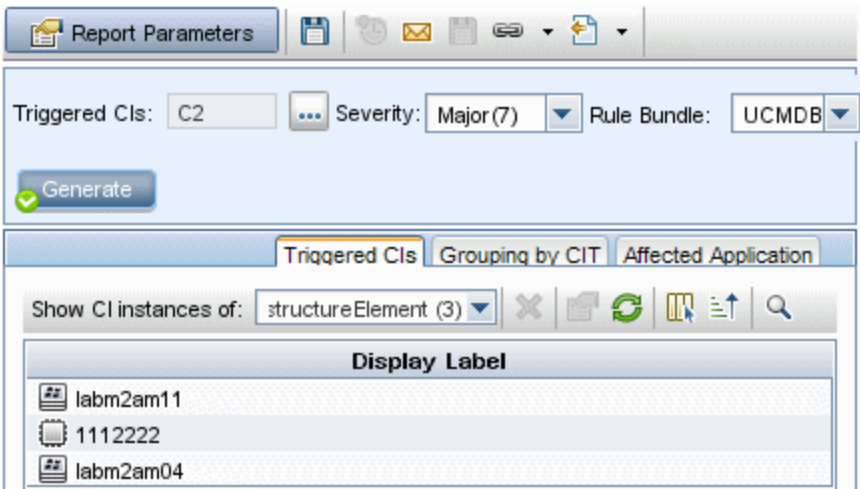 Report Parameters
Triggered CIs: C2 ... Severity: Major(7) Rule Bundle: UCMDB
Generate
Triggered CIs Grouping by CIT Affected Application
Show CI instances of: structureElement (3)
Display Label
labm2am11
1112222
labm2am04